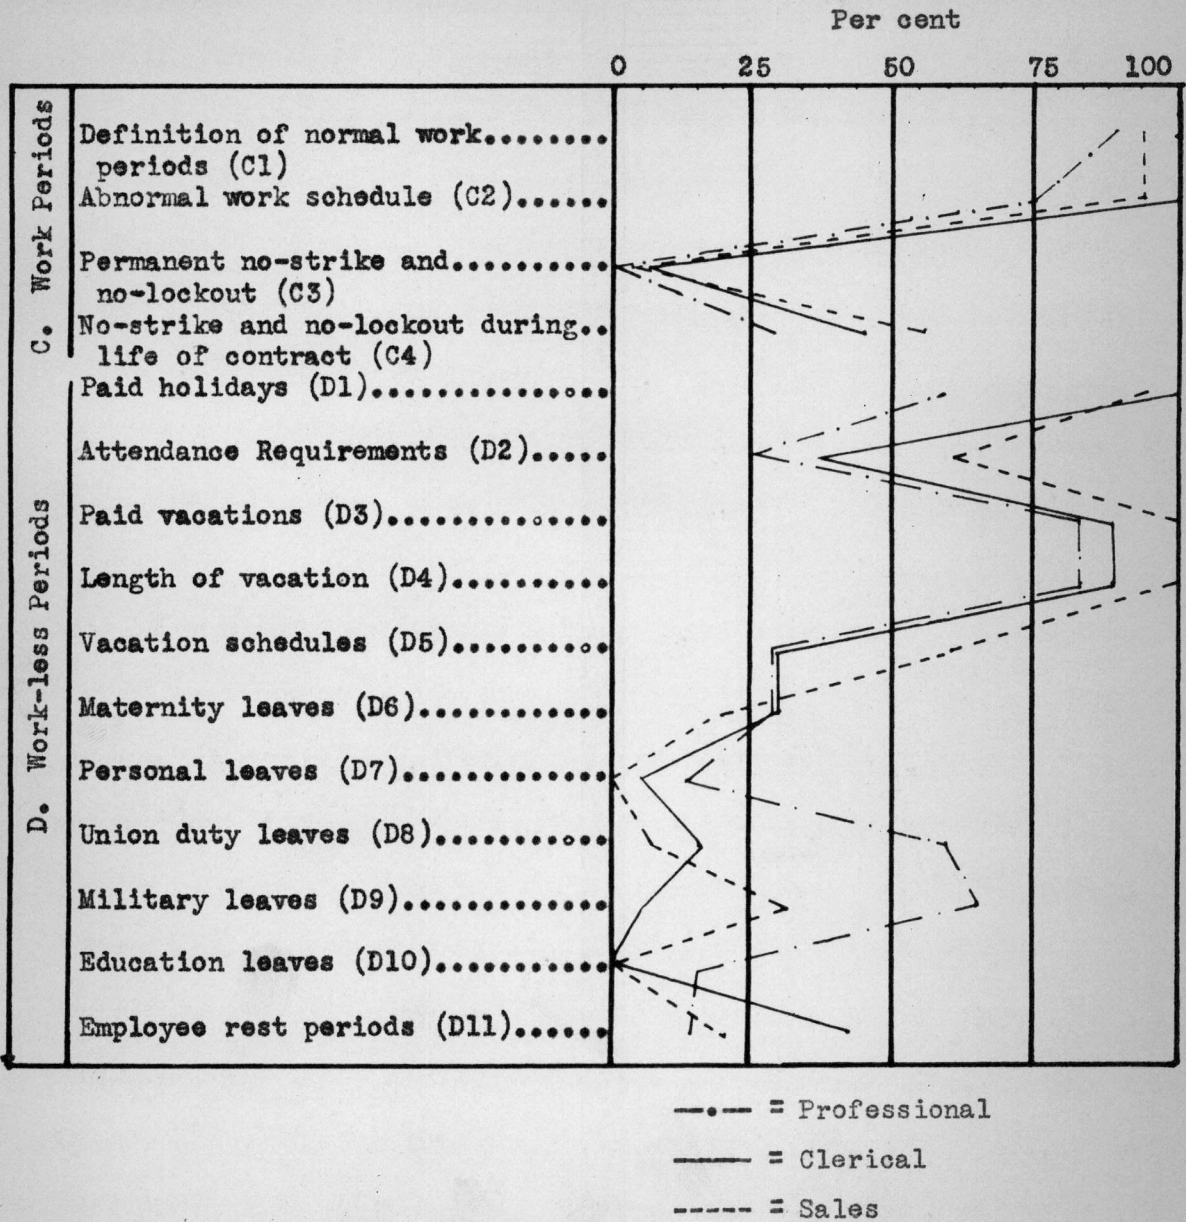 Per cent
0 25 50 75 100
C. Work Periods
Definition of normal work........
periods (C1)
Abnormal work schedule (C2)......
Permanent no-strike and..........
no-lockout (C3)
No-strike and no-lockout during..
life of contract (C4)
D. Work-less Periods
Paid holidays (D1)...............
Attendance Requirements (D2).....
Paid vacations (D3)..............
Length of vacation (D4)..........
Vacation schedules (D5)..........
Maternity leaves (D6)............
Personal leaves (D7).............
Union duty leaves (D8)...........
Military leaves (D9).............
Education leaves (D10)...........
Employee rest periods (D11)......
—.— = Professional
—— = Clerical
----- = Sales